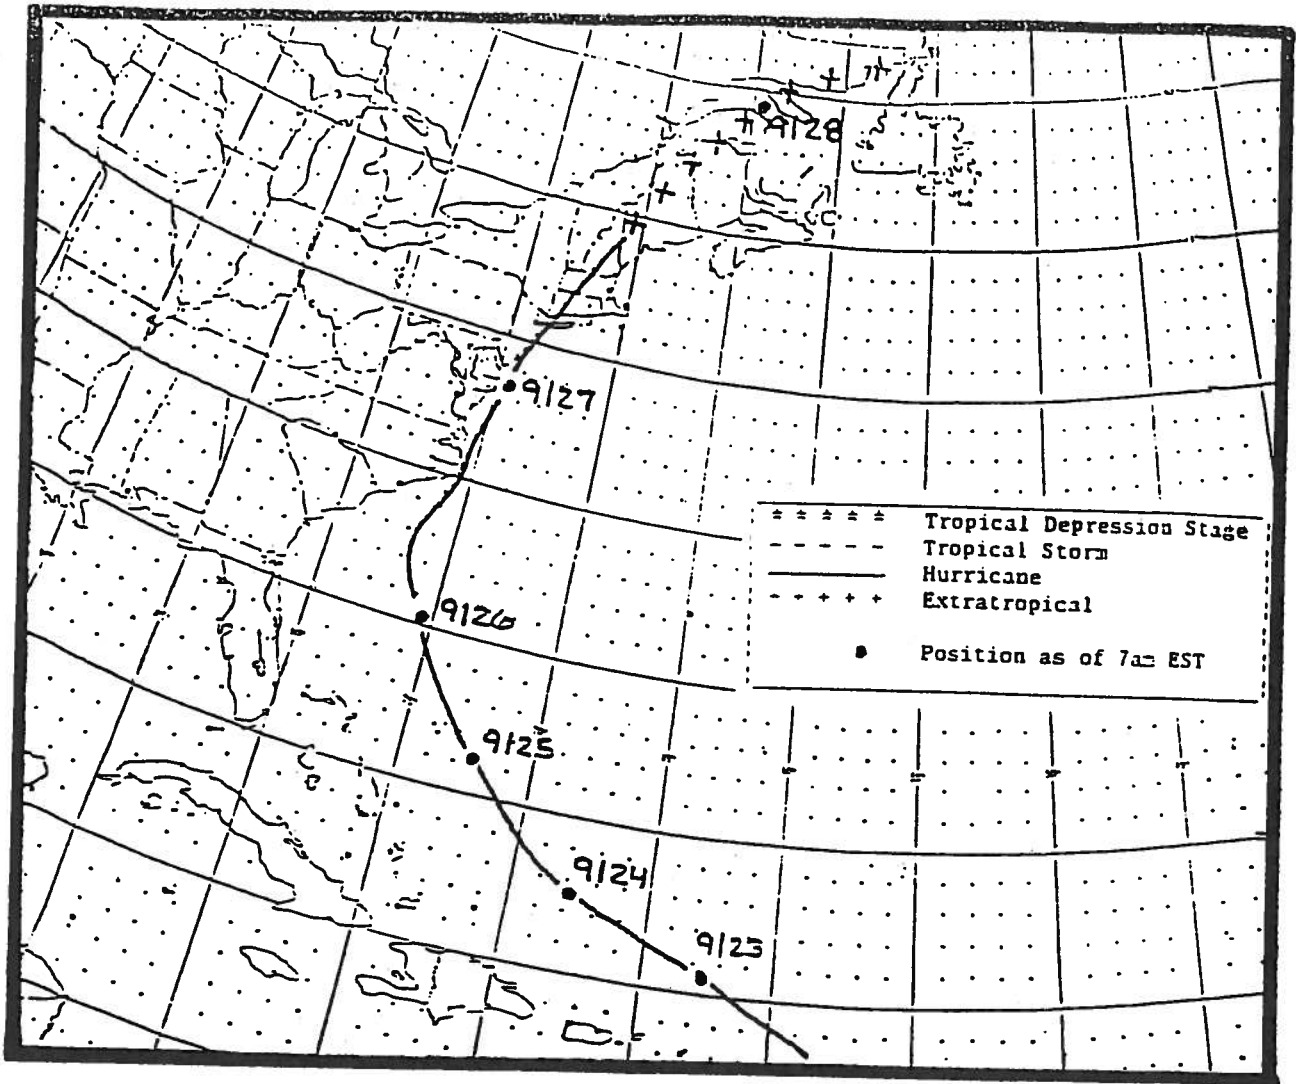 9/28
9/27
Tropical Depression Stage
Tropical Storm
Hurricane
Extratropical
Position as of 7am EST
9/26
9/25
9/24
9/23